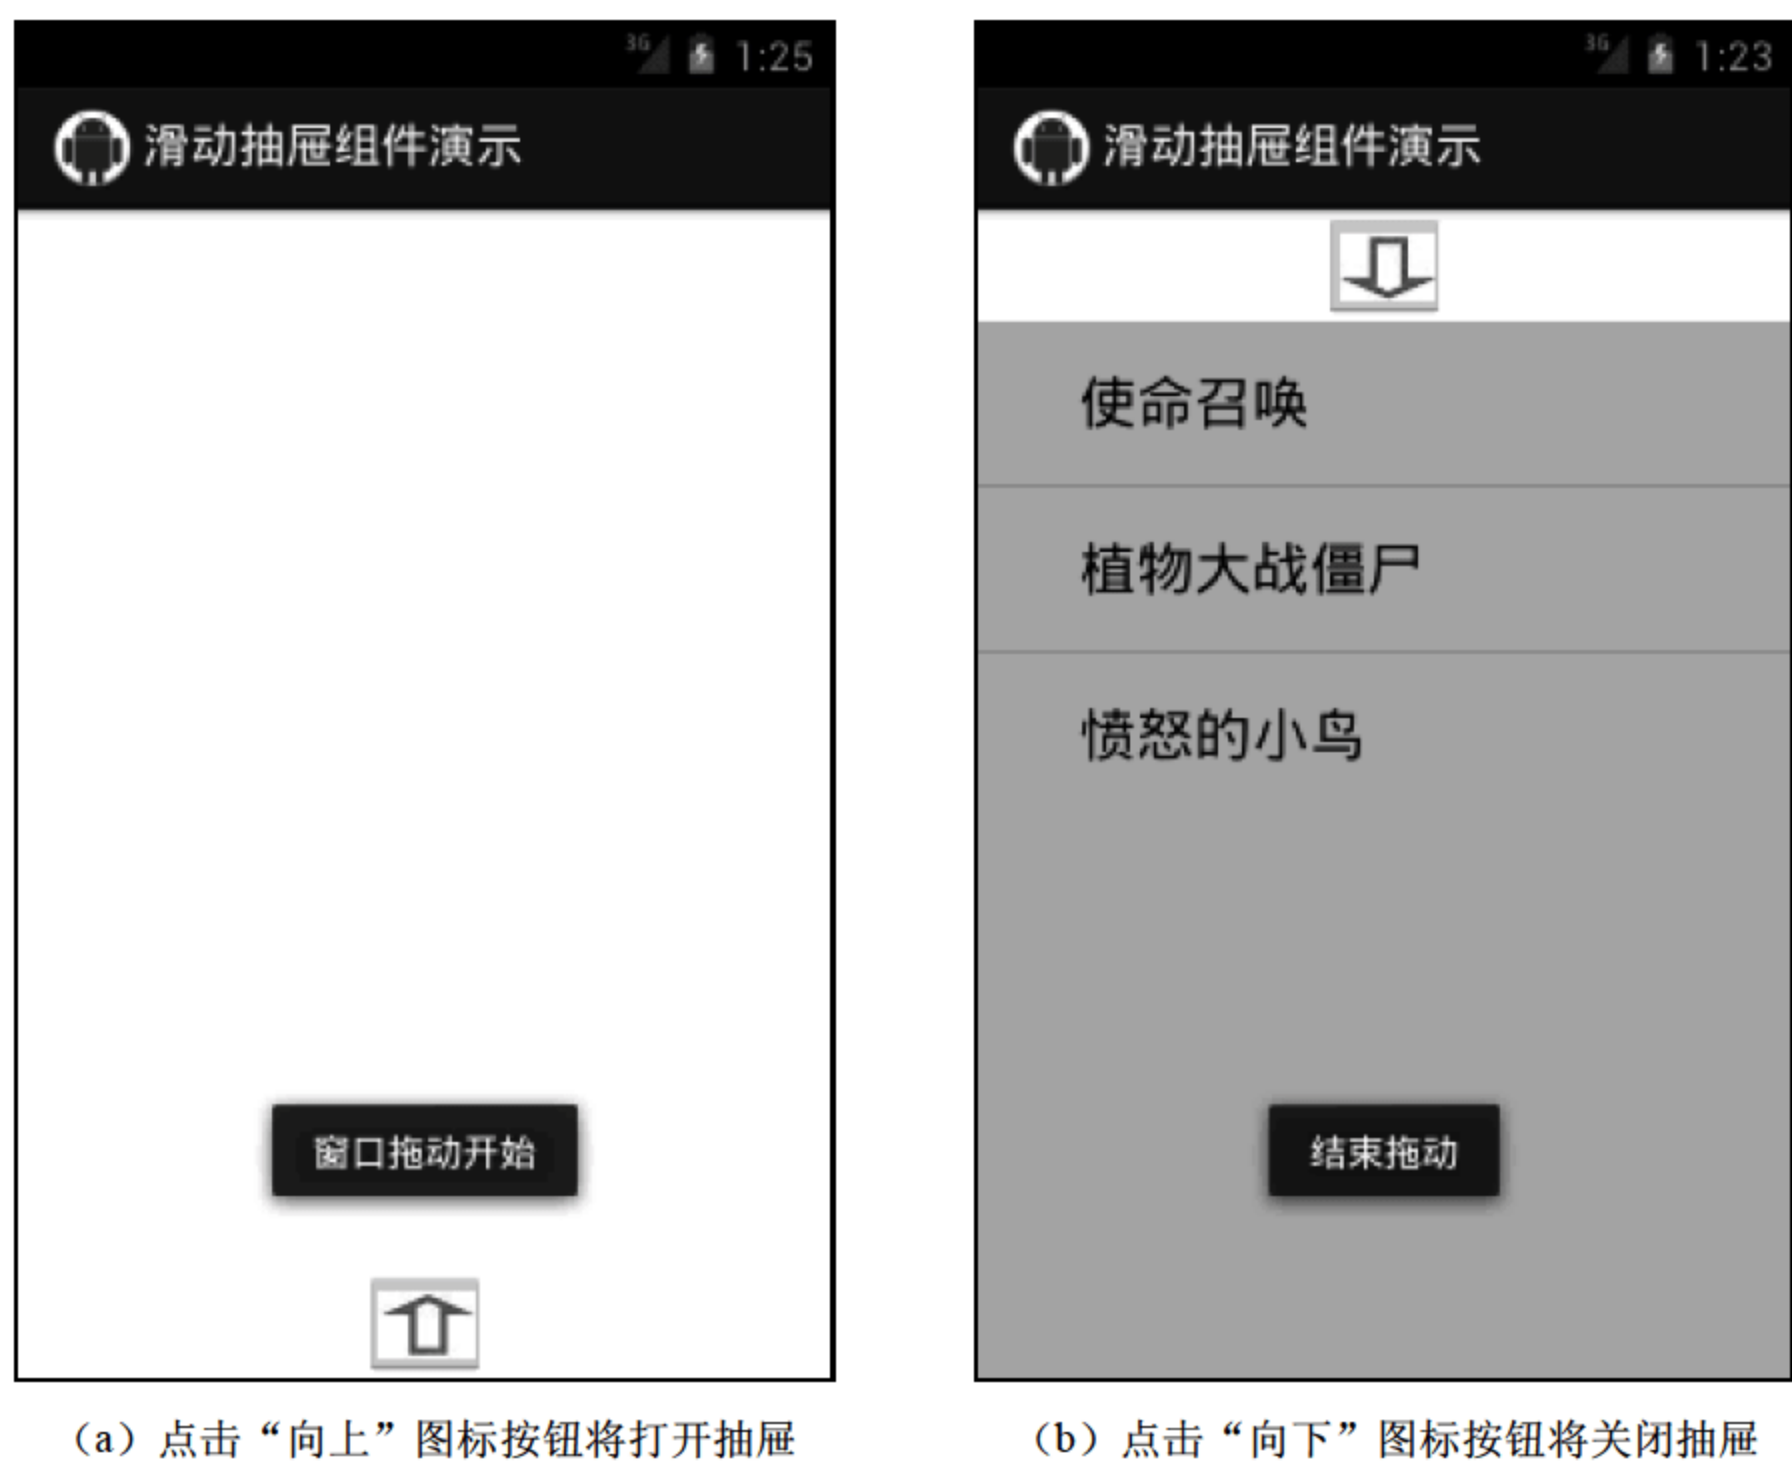 3G 1:25
滑动抽屉组件演示
窗口拖动开始
（a）点击“向上”图标按钮将打开抽屉
3G 1:23
滑动抽屉组件演示
使命召唤
植物大战僵尸
愤怒的小鸟
结束拖动
（b）点击“向下”图标按钮将关闭抽屉